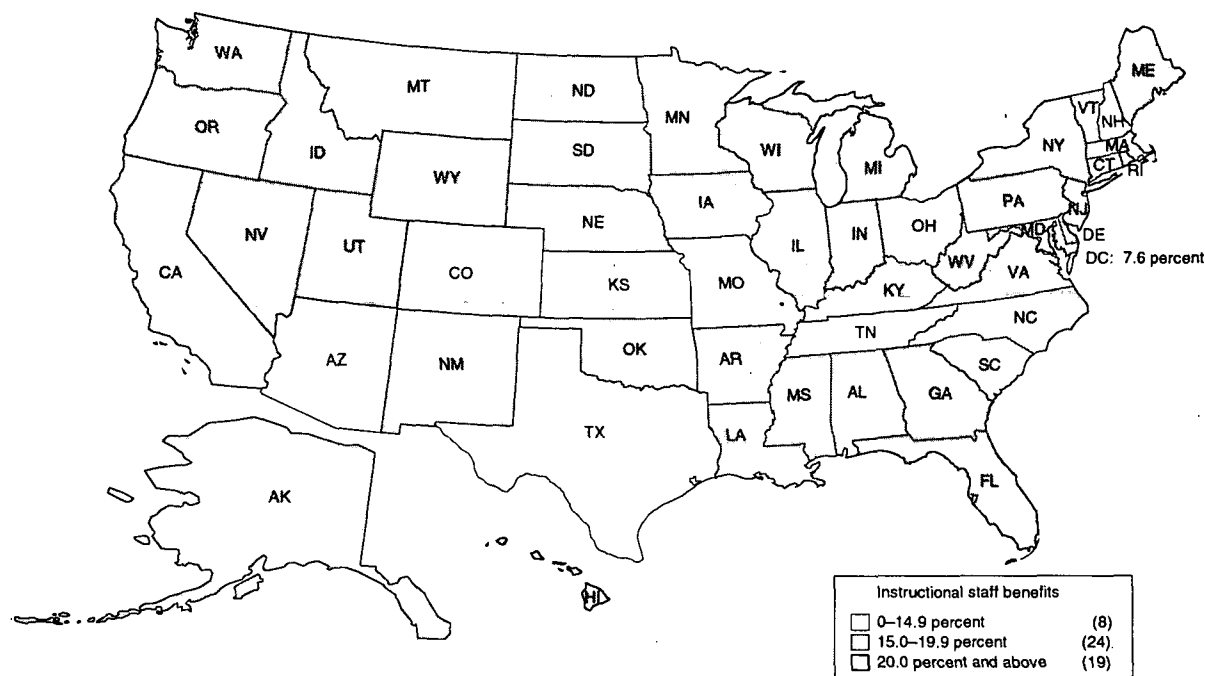 WA
MT
ND
MN
ME
VT
NH
OR
ID
SD
WI
NY
MA
WY
MI
CT
RI
IA
PA
NE
NJ
NV
UT
OH
IL
IN
MD
DE
CO
WV
DC: 7.6 percent
CA
KS
MO
VA
KY
NC
TN
OK
AZ
NM
AR
SC
MS
AL
GA
TX
LA
FL
AK
HI
Instructional staff benefits
0–14.9 percent (8)
15.0–19.9 percent (24)
20.0 percent and above (19)